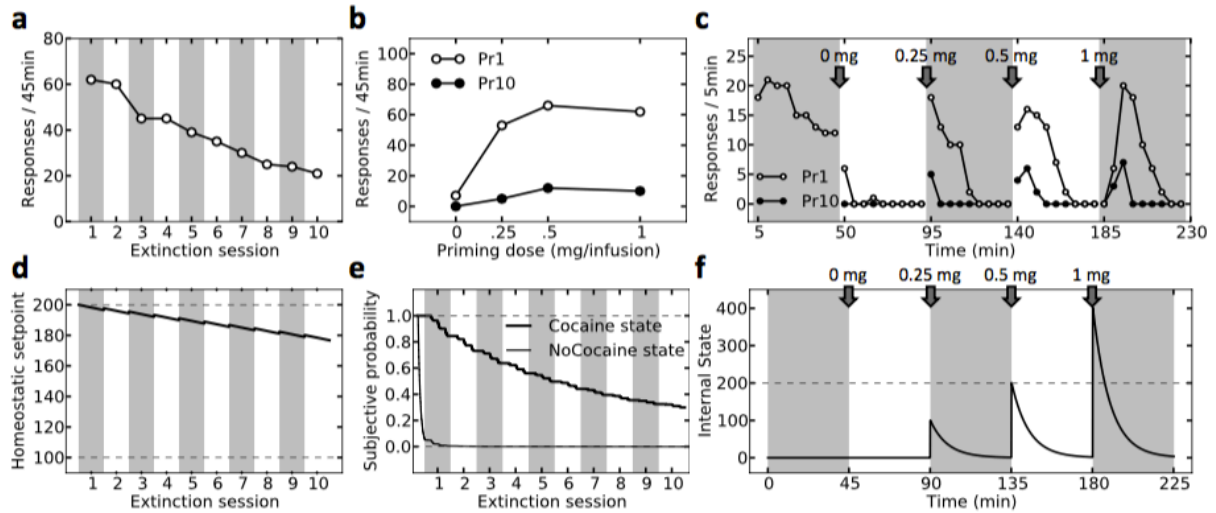 a
80
60
40
20
0
Responses / 45min
1 2 3 4 5 6 7 8 9 10
Extinction session
b
100
80
60
40
20
0
Responses / 45min
Pr1
Pr10
0 .25 .5 1
Priming dose (mg/infusion)
c
0 mg 0.25 mg 0.5 mg 1 mg
25
20
15
10
5
0
Responses / 5min
Pr1
Pr10
5 50 95 140 185 230
Time (min)
d
200
180
160
140
120
100
Homeostatic setpoint
1 2 3 4 5 6 7 8 9 10
Extinction session
e
1.0
0.8
0.6
0.4
0.2
0.0
Subjective probability
Cocaine state
NoCocaine state
1 2 3 4 5 6 7 8 9 10
Extinction session
f
0 mg 0.25 mg 0.5 mg 1 mg
400
300
200
100
0
Internal State
0 45 90 135 180 225
Time (min)